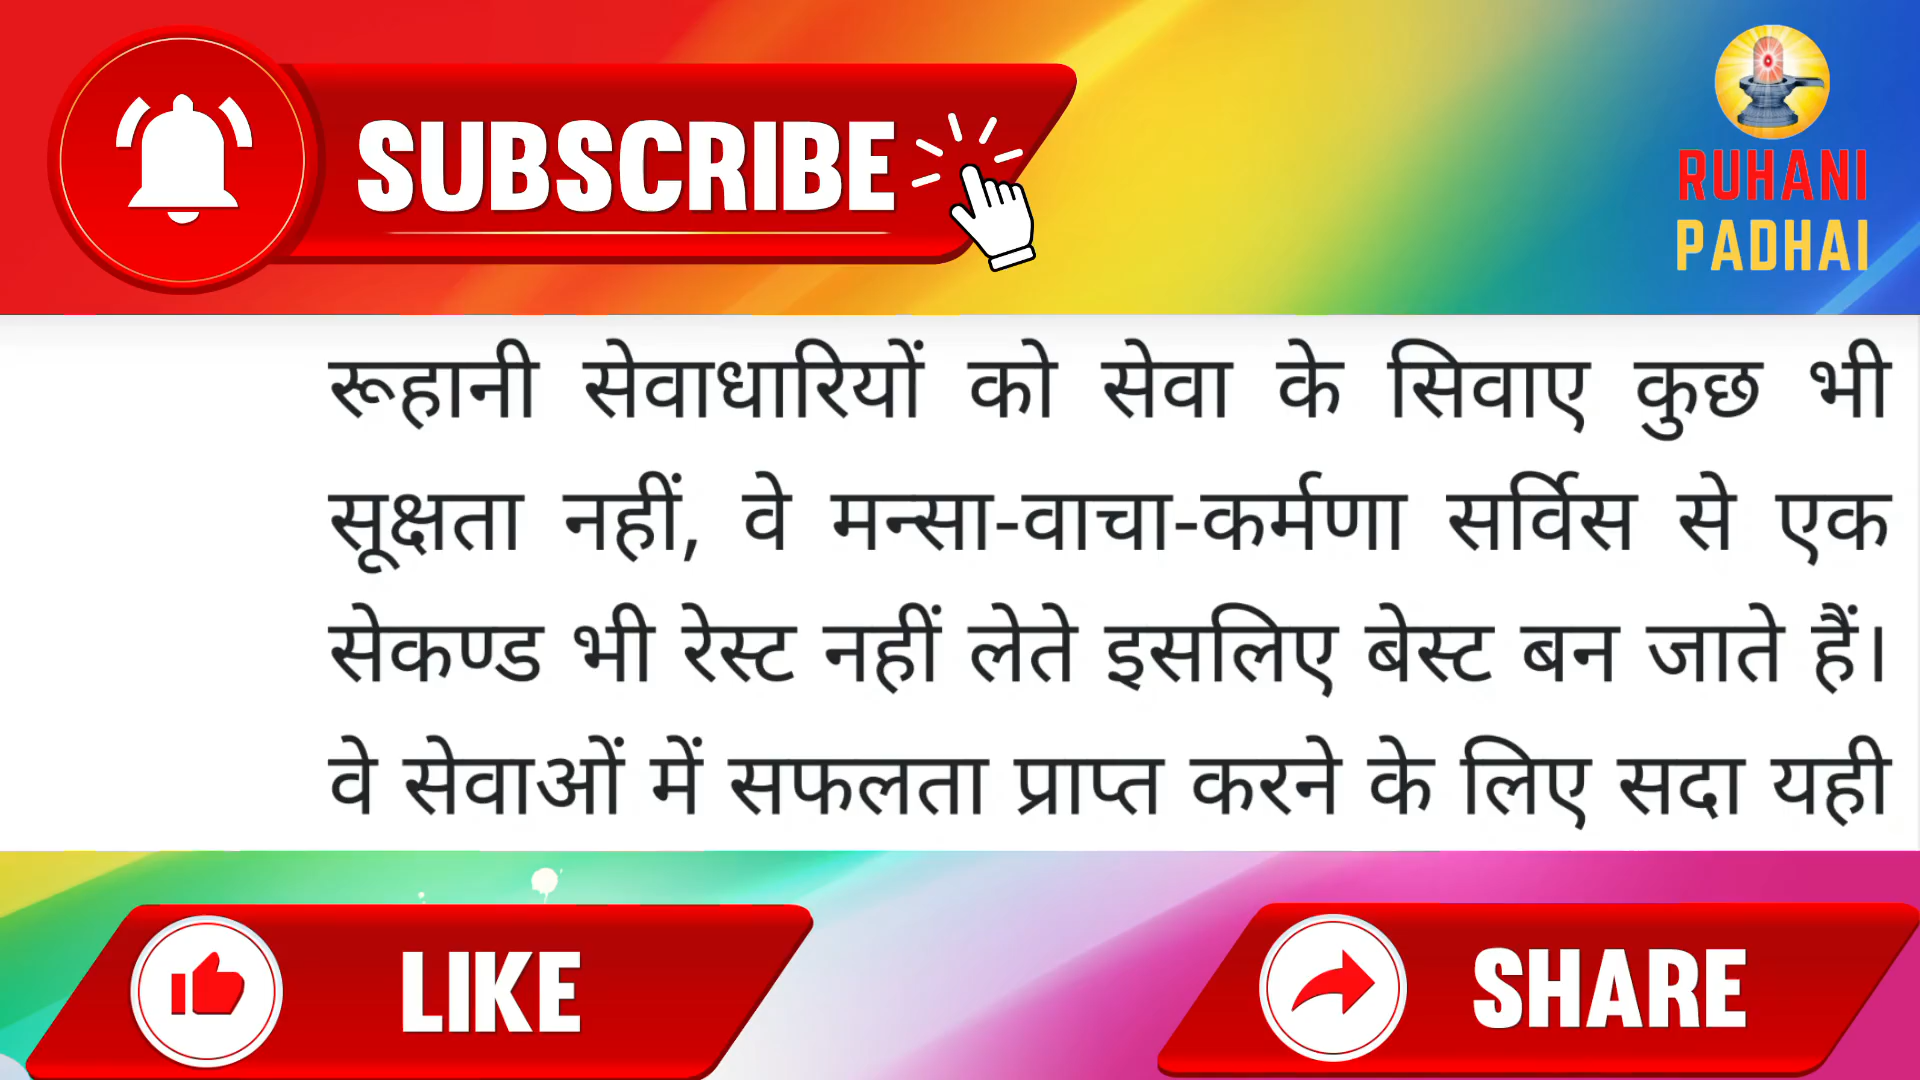 SUBSCRIBE
RUHANI
PADHAI
रूहानी सेवाधारियों को सेवा के सिवाए कुछ भी
सूक्षता नहीं, वे मन्सा-वाचा-कर्मणा सर्विस से एक
सेकण्ड भी रेस्ट नहीं लेते इसलिए बेस्ट बन जाते हैं।
वे सेवाओं में सफलता प्राप्त करने के लिए सदा यही
LIKE
SHARE